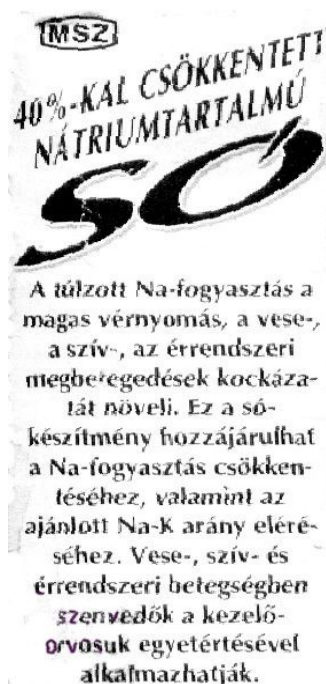 MSZ
40%-KAL CSÖKKENTETT
NÁTRIUMTARTALMÚ
SÓ
A túlzott Na-fogyasztás a
magas vérnyomás, a vese-,
a szív-, az érrendszeri
megbetegedések kockáza-
tát növeli. Ez a só-
készítmény hozzájárulhat
a Na-fogyasztás csökken-
téséhez, valamint az
ajánlott Na-K arány eléré-
séhez. Vese-, szív- és
érrendszeri betegségben
szenvedők a kezelő-
orvosuk egyetértésével
alkalmazhatják.